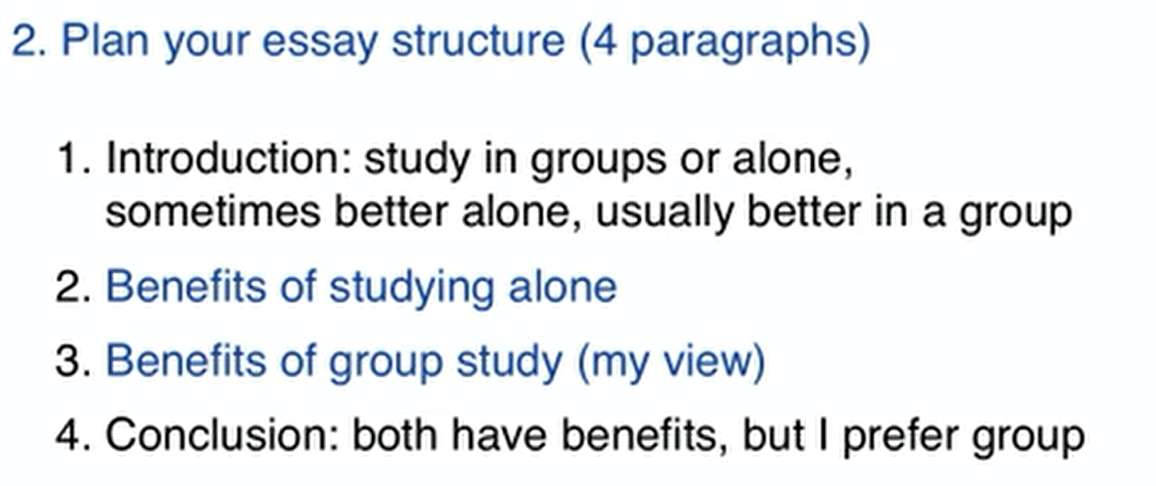 2. Plan your essay structure (4 paragraphs)
1. Introduction: study in groups or alone,
sometimes better alone, usually better in a group
2. Benefits of studying alone
3. Benefits of group study (my view)
4. Conclusion: both have benefits, but I prefer group